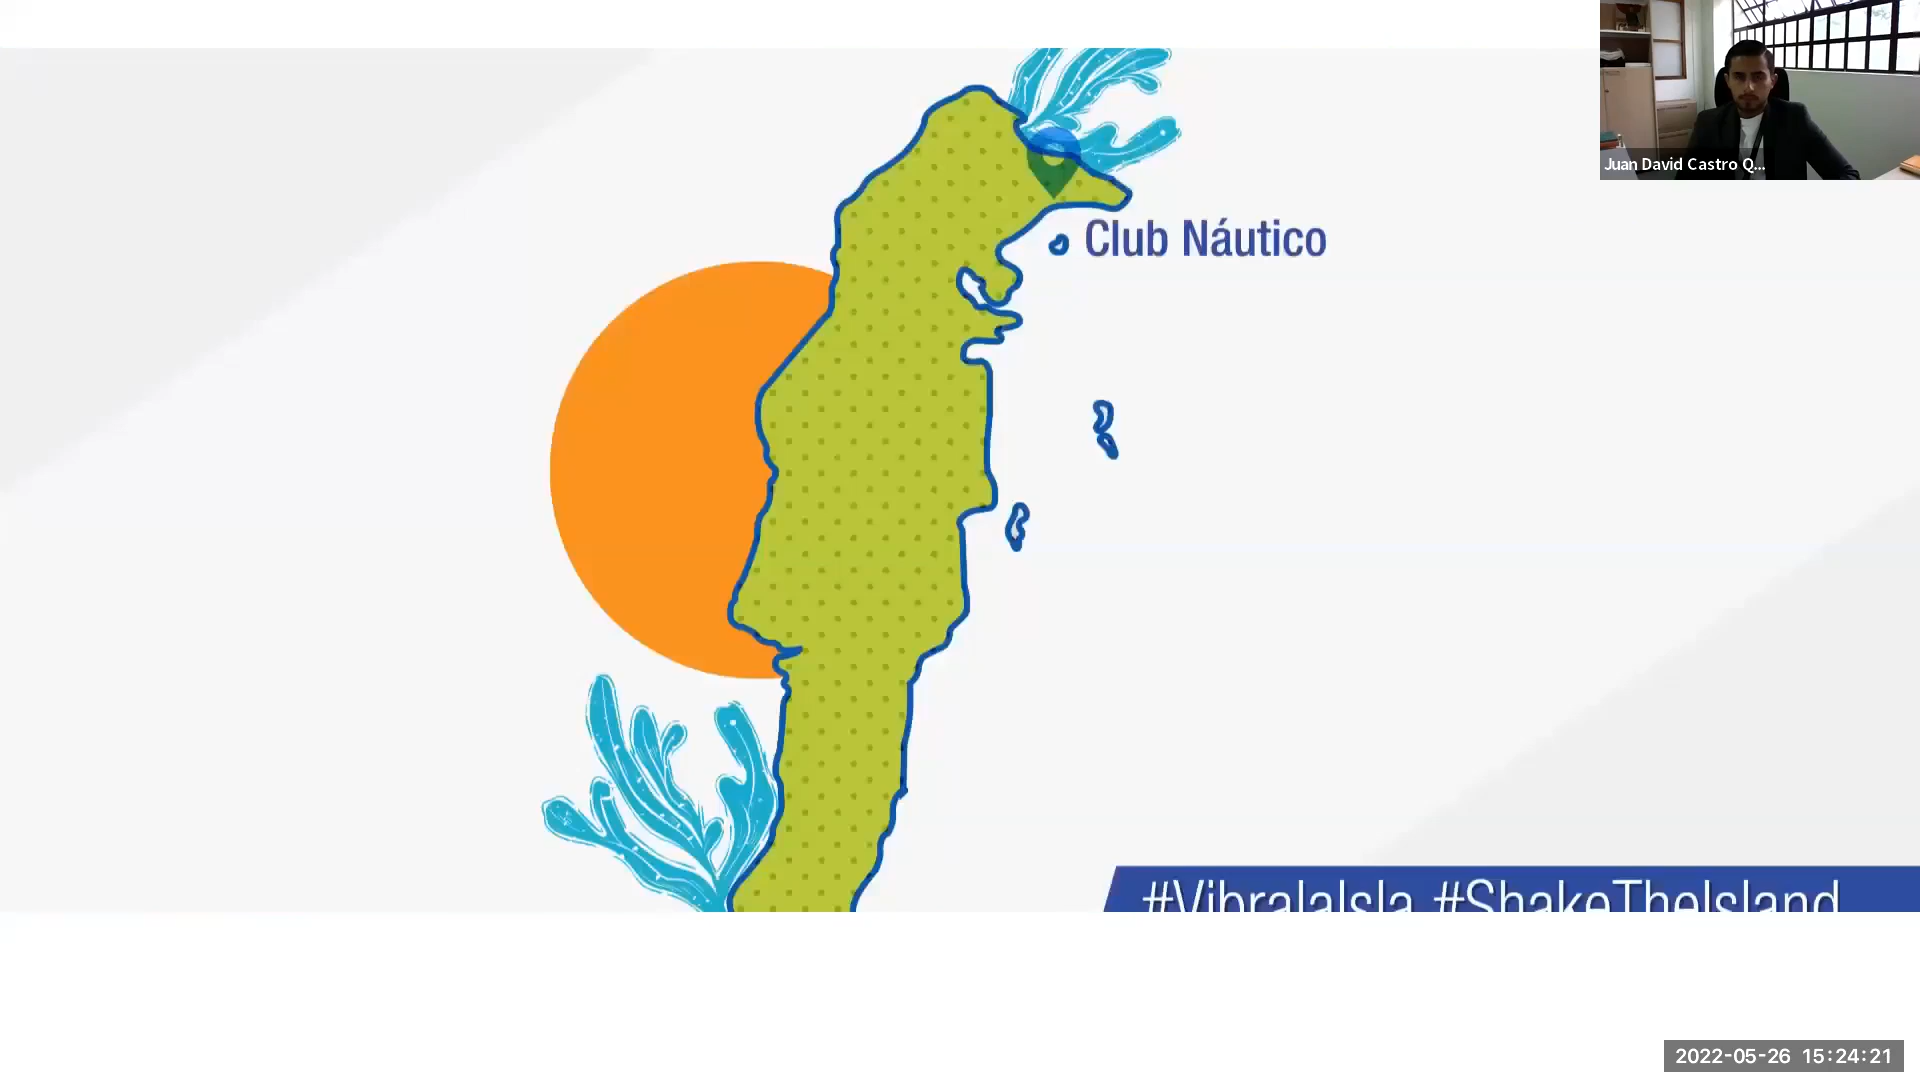 Juan David Castro Q...
Club Náutico
#VibralaIsla #ShakeTheIsland
2022-05-26 15:24:21